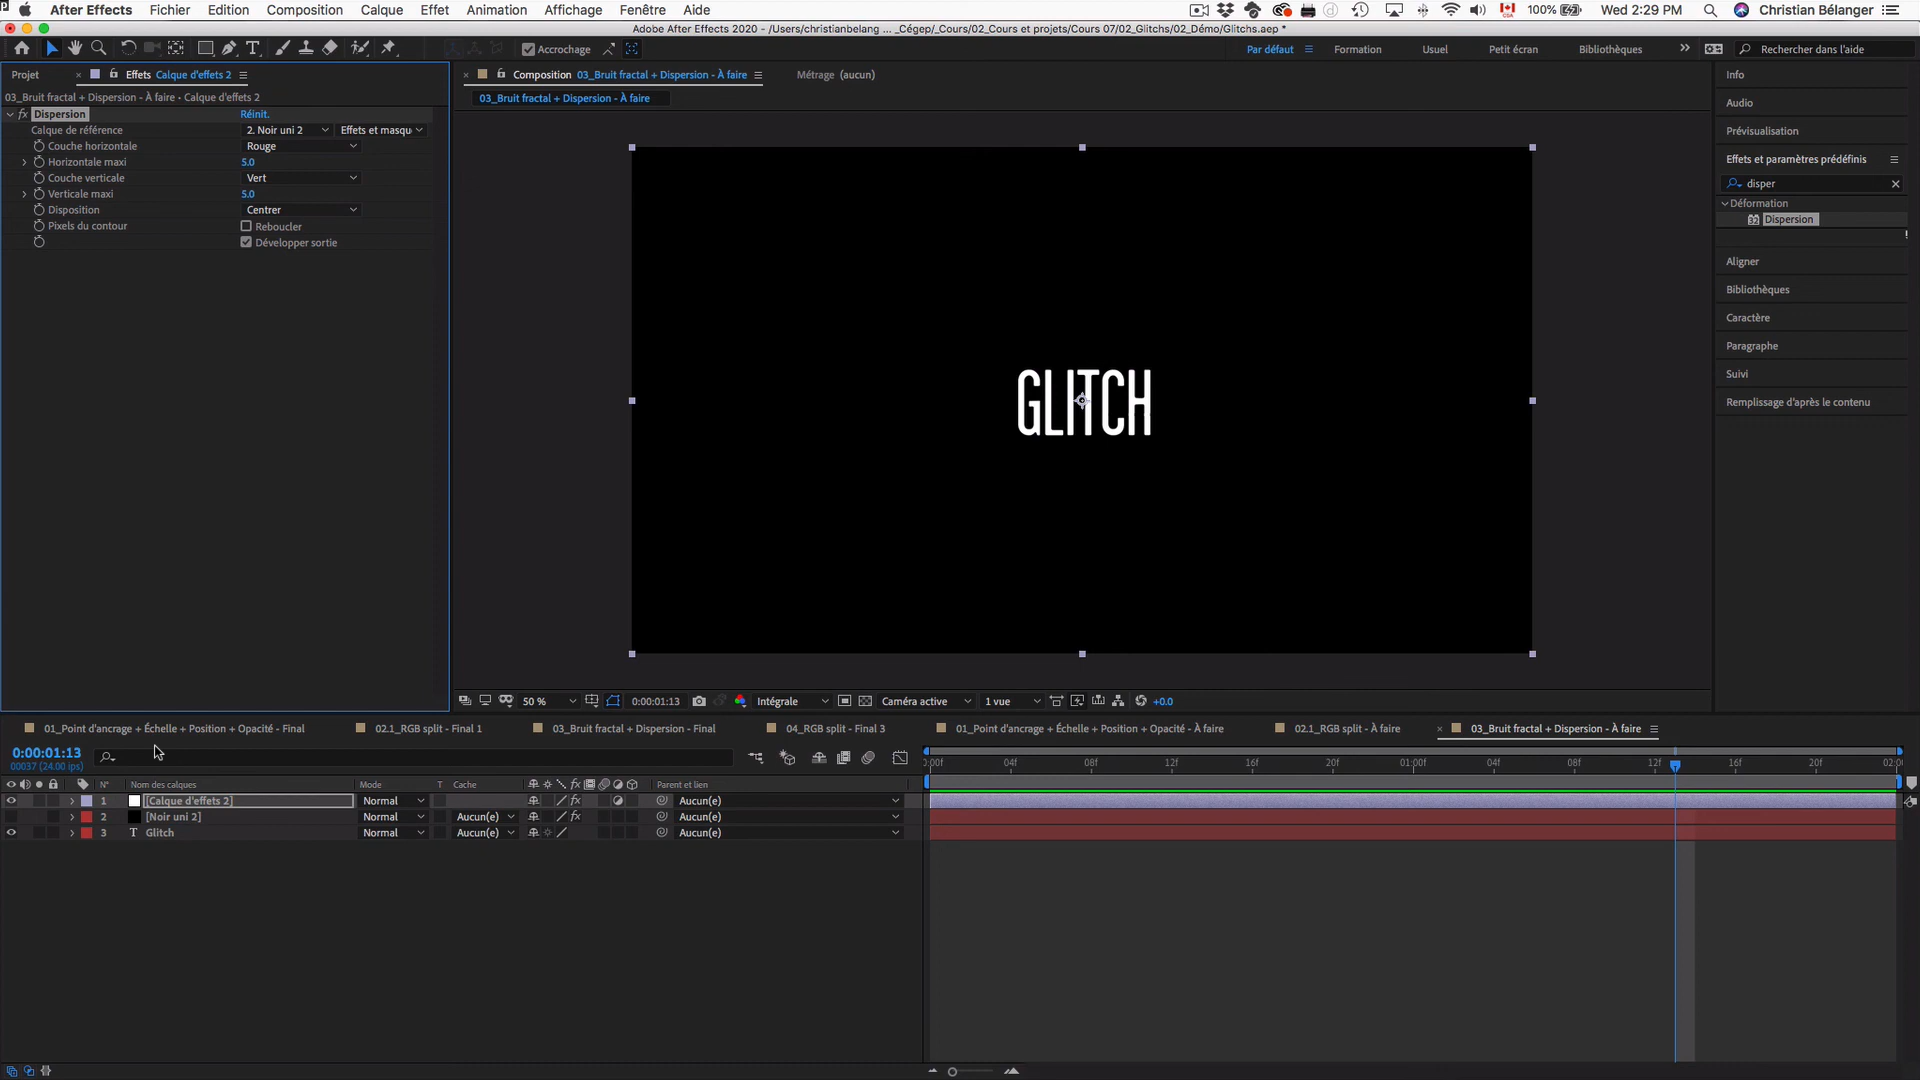 After Effects Fichier Edition Composition Calque Effet Animation Affichage Fenêtre Aide 100% Wed 2:29 PM Christian Bélanger
Adobe After Effects 2020 - /Users/christianbelang ... _Cégep/_Cours/02_Cours et projets/Cours 07/02_Glitchs/02_Démo/Glitchs.aep *
Accrochage Par défaut Formation Usuel Petit écran Bibliothèques Rechercher dans l'aide
Projet Effets Calque d'effets 2
Composition 03_Bruit fractal + Dispersion - À faire Métrage (aucun)
03_Bruit fractal + Dispersion - À faire • Calque d'effets 2
03_Bruit fractal + Dispersion - À faire
fx Dispersion Réinit.
Calque de référence 2. Noir uni 2 Effets et masqu
Couche horizontale Rouge
Horizontale maxi 5.0
Couche verticale Vert
Verticale maxi 5.0
Disposition Centrer
Pixels du contour Reboucler
Développer sortie
GLITCH
Info
Audio
Prévisualisation
Effets et paramètres prédéfinis
disper
Déformation
32 Dispersion
Aligner
Bibliothèques
Caractère
Paragraphe
Suivi
Remplissage d'après le contenu
50 % 0:00:01:13 Intégrale Caméra active 1 vue +0.0
01_Point d'ancrage + Échelle + Position + Opacité - Final 02.1_RGB split - Final 1 03_Bruit fractal + Dispersion - Final 04_RGB split - Final 3 01_Point d'ancrage + Échelle + Position + Opacité - À faire 02.1_RGB split - À faire 03_Bruit fractal + Dispersion - À faire
0:00:01:13
00037 (24.00 ips)
0:00f 04f 08f 12f 16f 20f 01:00f 04f 08f 12f 16f 20f 02:0
N° Nom des calques Mode T Cache Parent et lien
1 [Calque d'effets 2] Normal Aucun(e)
2 [Noir uni 2] Normal Aucun(e) Aucun(e)
3 T Glitch Normal Aucun(e) Aucun(e)